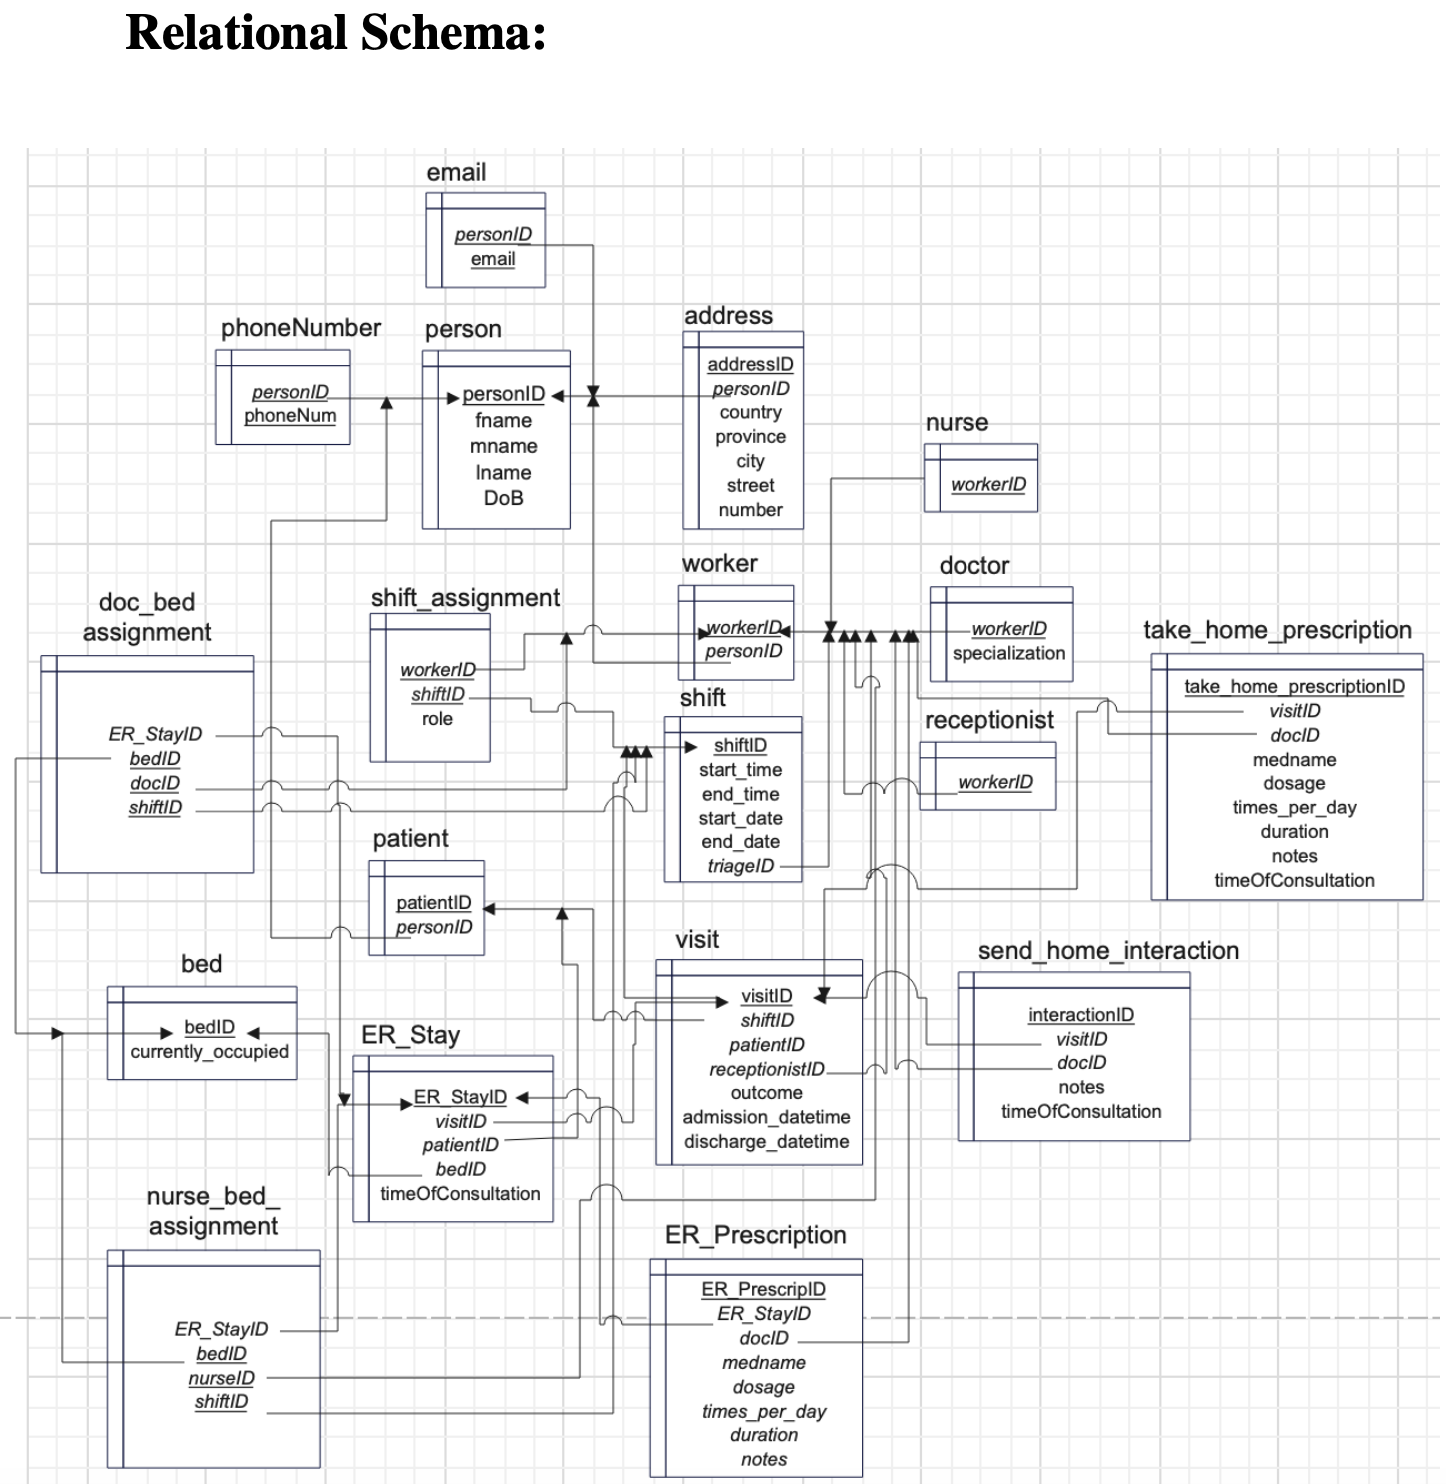 Relational Schema:
email
personID
email
phoneNumber
personID
phoneNum
person
personID
fname
mname
lname
DoB
address
addressID
personID
country
province
city
street
number
nurse
workerID
doc_bed
assignment
ER_StayID
bedID
docID
shiftID
shift_assignment
workerID
shiftID
role
worker
workerID
personID
doctor
workerID
specialization
take_home_prescription
take_home_prescriptionID
visitID
docID
medname
dosage
times_per_day
duration
notes
timeOfConsultation
shift
shiftID
start_time
end_time
start_date
end_date
triageID
receptionist
workerID
patient
patientID
personID
bed
bedID
currently_occupied
visit
visitID
shiftID
patientID
receptionistID
outcome
admission_datetime
discharge_datetime
send_home_interaction
interactionID
visitID
docID
notes
timeOfConsultation
ER_Stay
ER_StayID
visitID
patientID
bedID
timeOfConsultation
nurse_bed_
assignment
ER_StayID
bedID
nurseID
shiftID
ER_Prescription
ER_PrescripID
ER_StayID
docID
medname
dosage
times_per_day
duration
notes